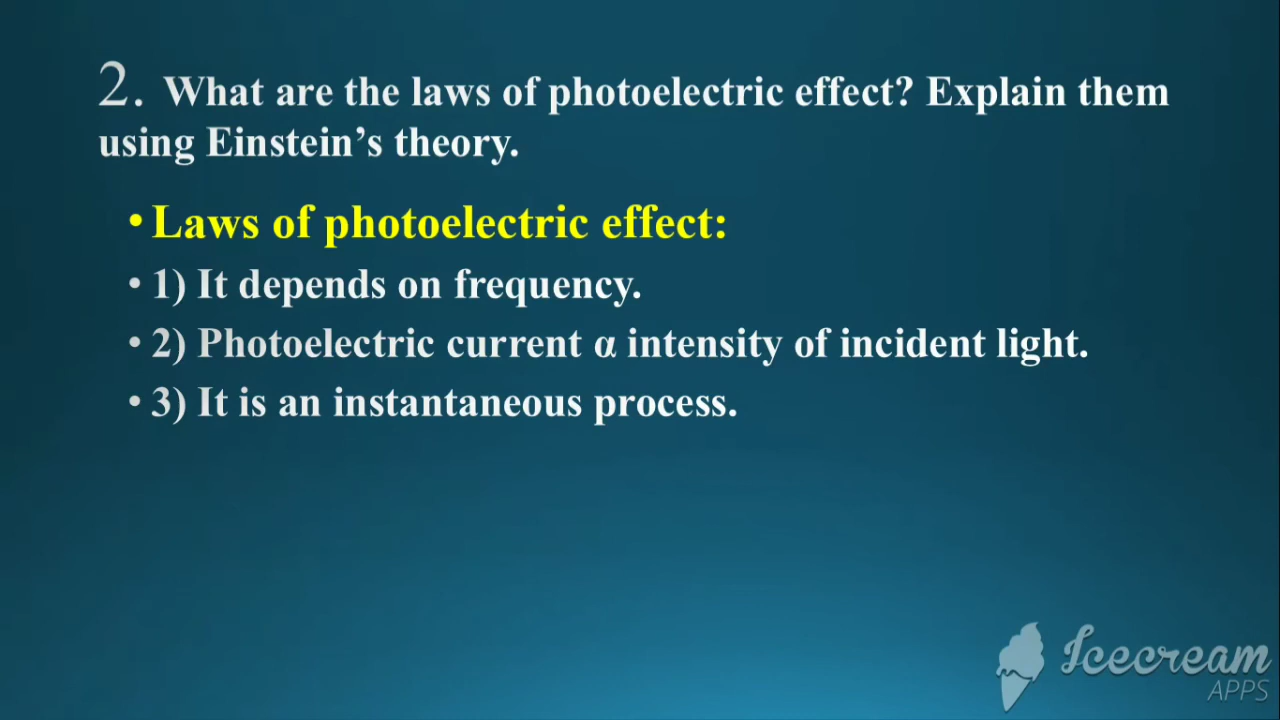 2. What are the laws of photoelectric effect? Explain them
using Einstein’s theory.
• Laws of photoelectric effect:
• 1) It depends on frequency.
• 2) Photoelectric current α intensity of incident light.
• 3) It is an instantaneous process.
Icecream
APPS